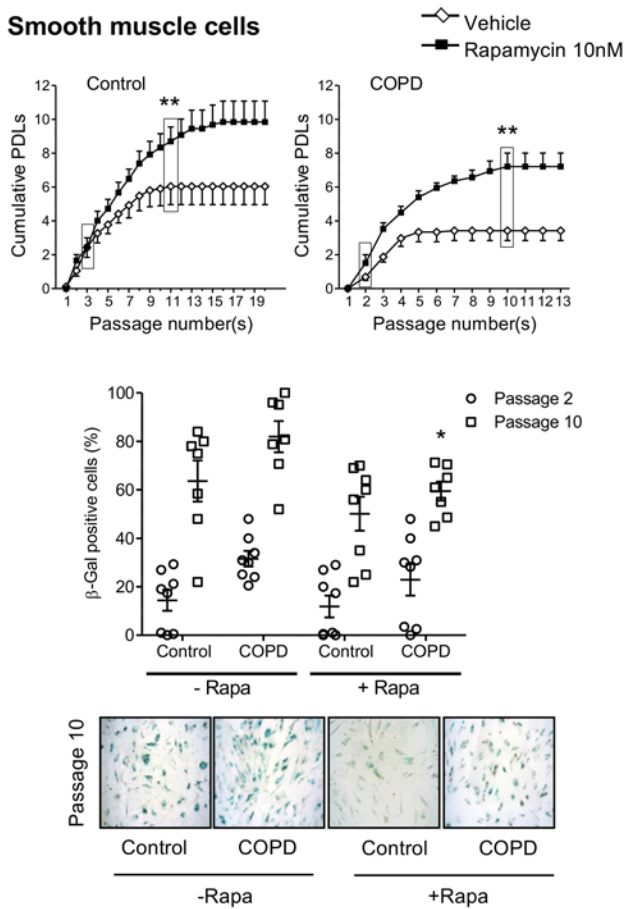 Smooth muscle cells
Vehicle
Rapamycin 10nM
Control
COPD
Cumulative PDLs
12
10
8
6
4
2
0
**
1 3 5 7 9 11 13 15 17 19
Passage number(s)
Cumulative PDLs
12
10
8
6
4
2
0
**
1 2 3 4 5 6 7 8 9 10 11 12 13
Passage number(s)
β-Gal positive cells (%)
100
80
60
40
20
0
Passage 2
Passage 10
*
Control COPD Control COPD
- Rapa + Rapa
Passage 10
Control COPD Control COPD
-Rapa +Rapa